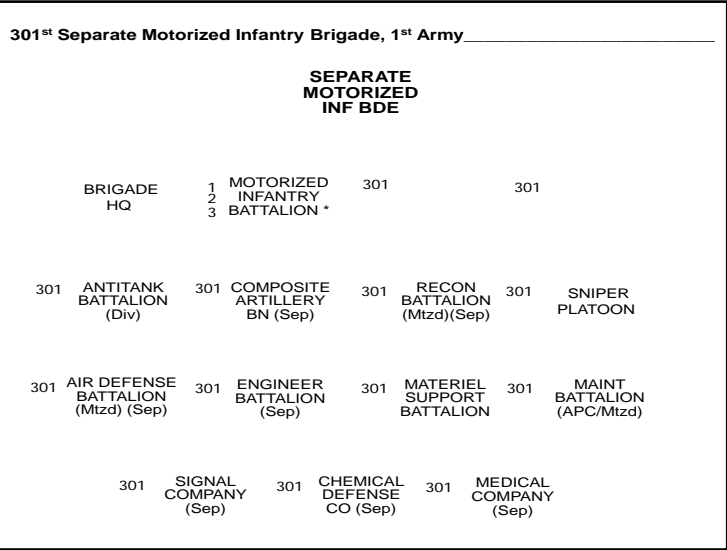 301st Separate Motorized Infantry Brigade, 1st Army____________________________
SEPARATE
MOTORIZED
INF BDE
BRIGADE
HQ
1
2
3
MOTORIZED
INFANTRY
BATTALION *
301
301
301
ANTITANK
BATTALION
(Div)
301
COMPOSITE
ARTILLERY
BN (Sep)
301
RECON
BATTALION
(Mtzd)(Sep)
301
SNIPER
PLATOON
301
AIR DEFENSE
BATTALION
(Mtzd) (Sep)
301
ENGINEER
BATTALION
(Sep)
301
MATERIEL
SUPPORT
BATTALION
301
MAINT
BATTALION
(APC/Mtzd)
301
SIGNAL
COMPANY
(Sep)
301
CHEMICAL
DEFENSE
CO (Sep)
301
MEDICAL
COMPANY
(Sep)